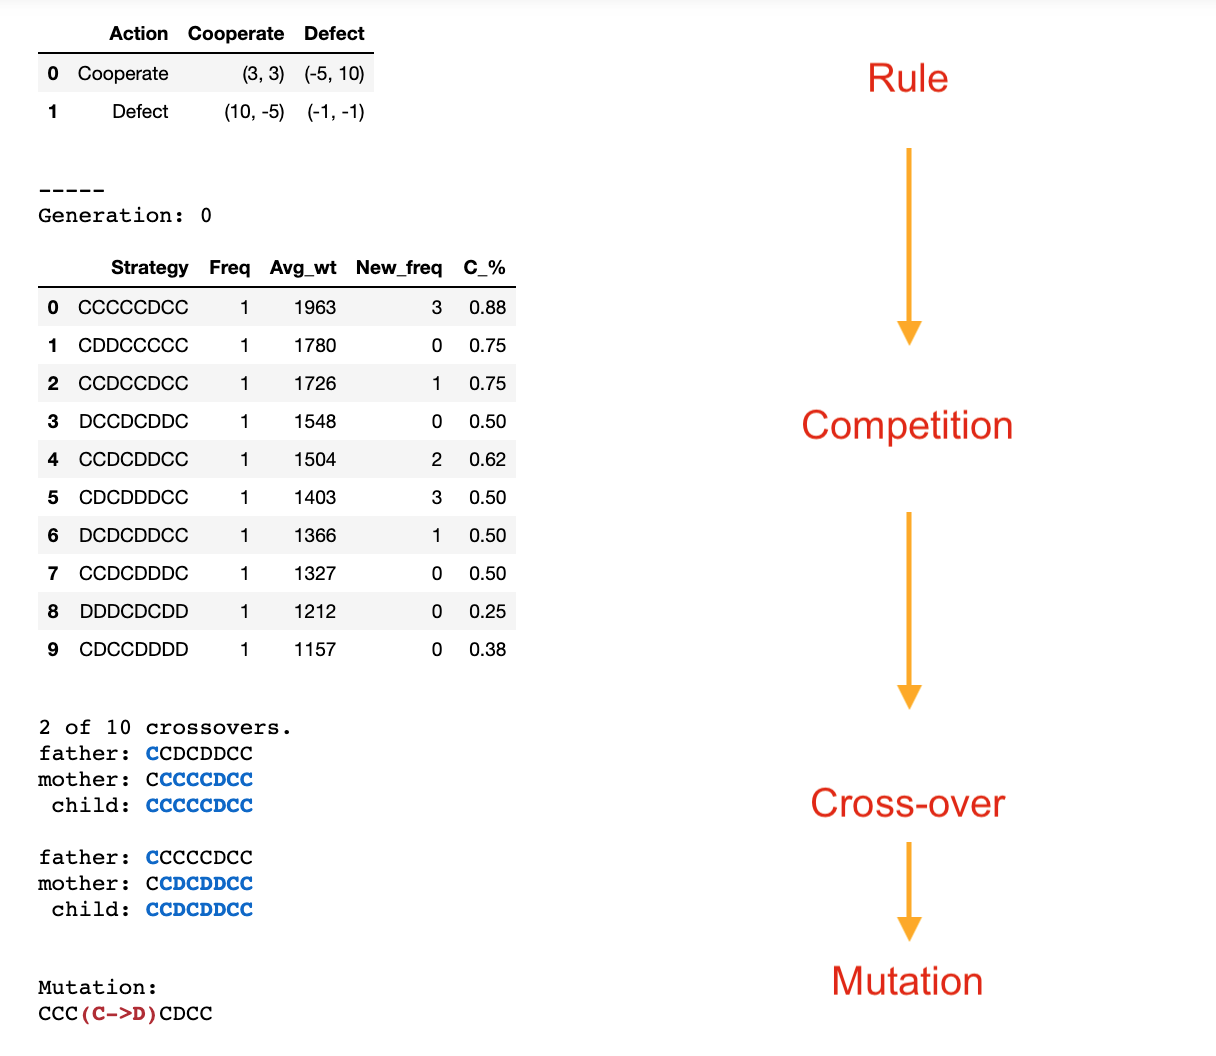 Action Cooperate Defect
0 Cooperate (3, 3) (-5, 10)
1 Defect (10, -5) (-1, -1)
-----
Generation: 0
Strategy Freq Avg_wt New_freq C_%
0 CCCCCDCC 1 1963 3 0.88
1 CDDCCCCC 1 1780 0 0.75
2 CCDCCDCC 1 1726 1 0.75
3 DCCDCDDC 1 1548 0 0.50
4 CCDCDDCC 1 1504 2 0.62
5 CDCDDDCC 1 1403 3 0.50
6 DCDCDDCC 1 1366 1 0.50
7 CCDCDDDC 1 1327 0 0.50
8 DDDCDCDD 1 1212 0 0.25
9 CDCCDDDD 1 1157 0 0.38
2 of 10 crossovers.
father: CCDCDDCC
mother: CCCCCDCC
child: CCCCCDCC
father: CCCCCDCC
mother: CCDCDDCC
child: CCDCDDCC
Mutation:
CCC(C->D)CDCC
Rule
Competition
Cross-over
Mutation